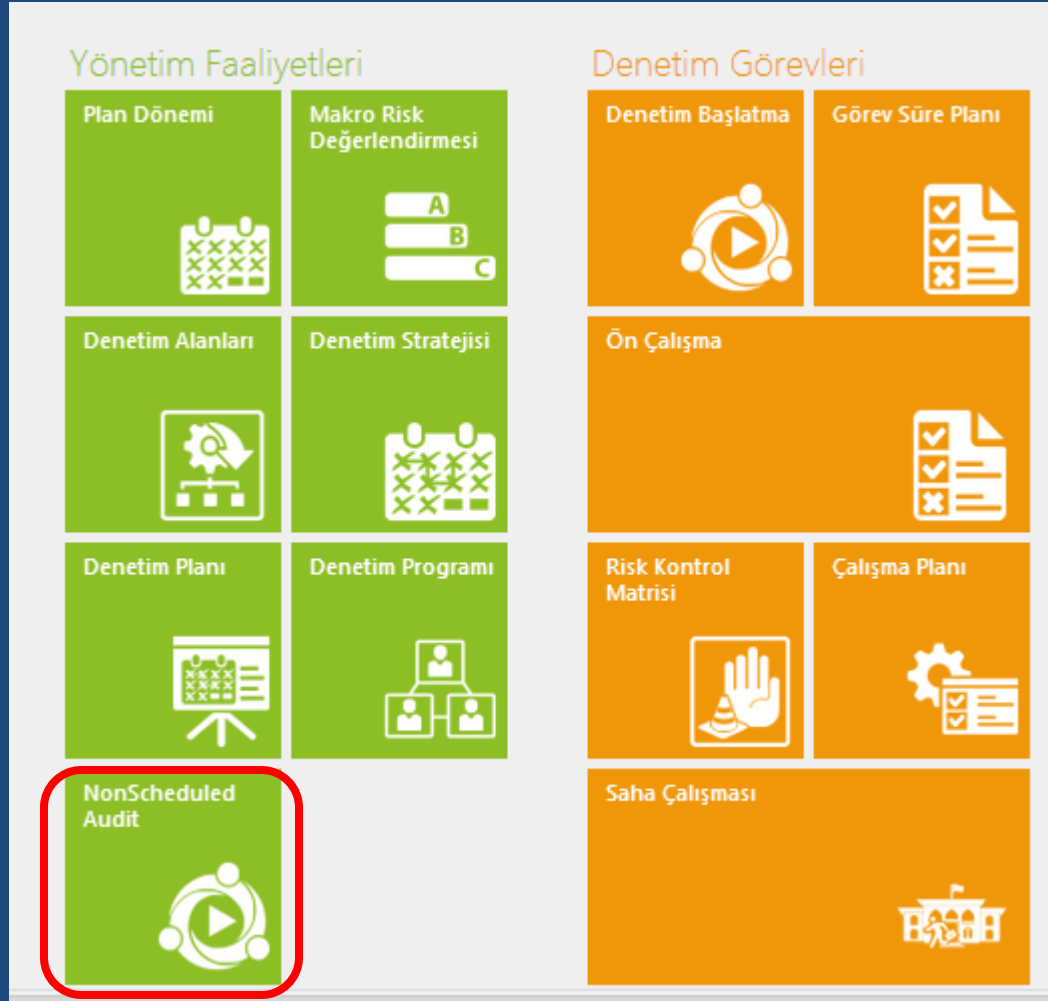 Yönetim Faaliyetleri
Plan Dönemi
Makro Risk
Değerlendirmesi
A
B
C
Denetim Alanları
Denetim Stratejisi
Denetim Planı
Denetim Programı
NonScheduled
Audit
Denetim Görevleri
Denetim Başlatma
Görev Süre Planı
Ön Çalışma
Risk Kontrol
Matrisi
Çalışma Planı
Saha Çalışması